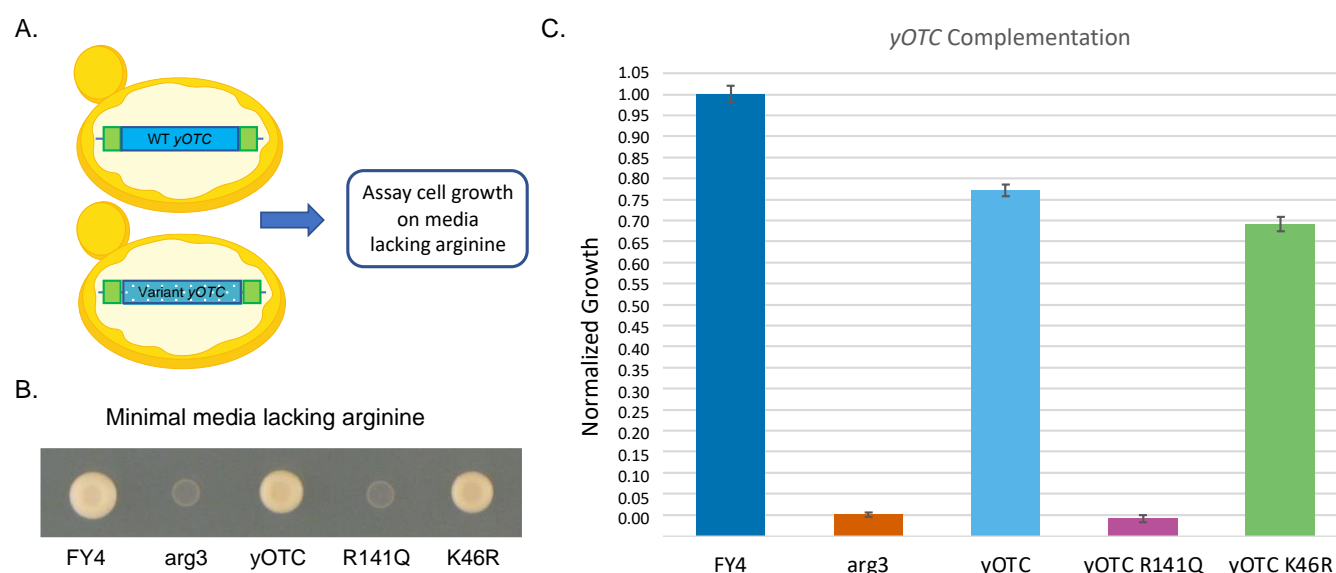 A.
WT yOTC
Variant yOTC
Assay cell growth
on media
lacking arginine
B.
Minimal media lacking arginine
FY4 arg3 yOTC R141Q K46R
C.
yOTC Complementation
Normalized Growth
1.05
1.00
0.95
0.90
0.85
0.80
0.75
0.70
0.65
0.60
0.55
0.50
0.45
0.40
0.35
0.30
0.25
0.20
0.15
0.10
0.05
0.00
FY4 arg3 yOTC yOTC R141Q yOTC K46R